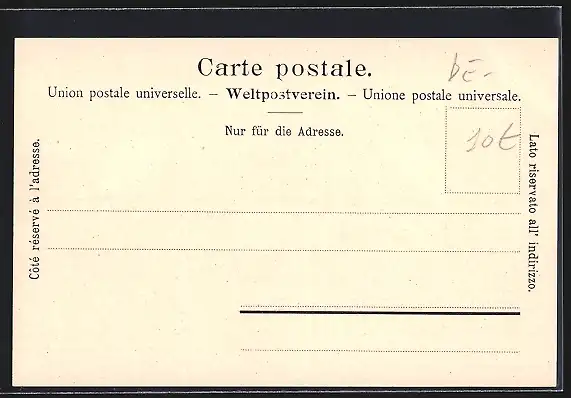 Carte postale.
Union postale universelle. – Weltpostverein. – Unione postale universale.
Nur für die Adresse.
Côté réservé à l'adresse.
Lato riservato all' indirizzo.